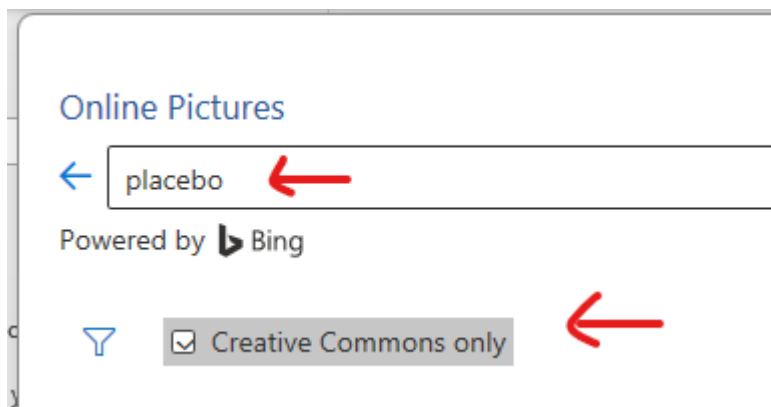 Online Pictures
placebo
Powered by Bing
Creative Commons only